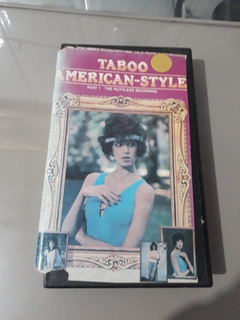 TABOO
AMERICAN-STYLE
PART 1 THE RUTHLESS BEGINNING